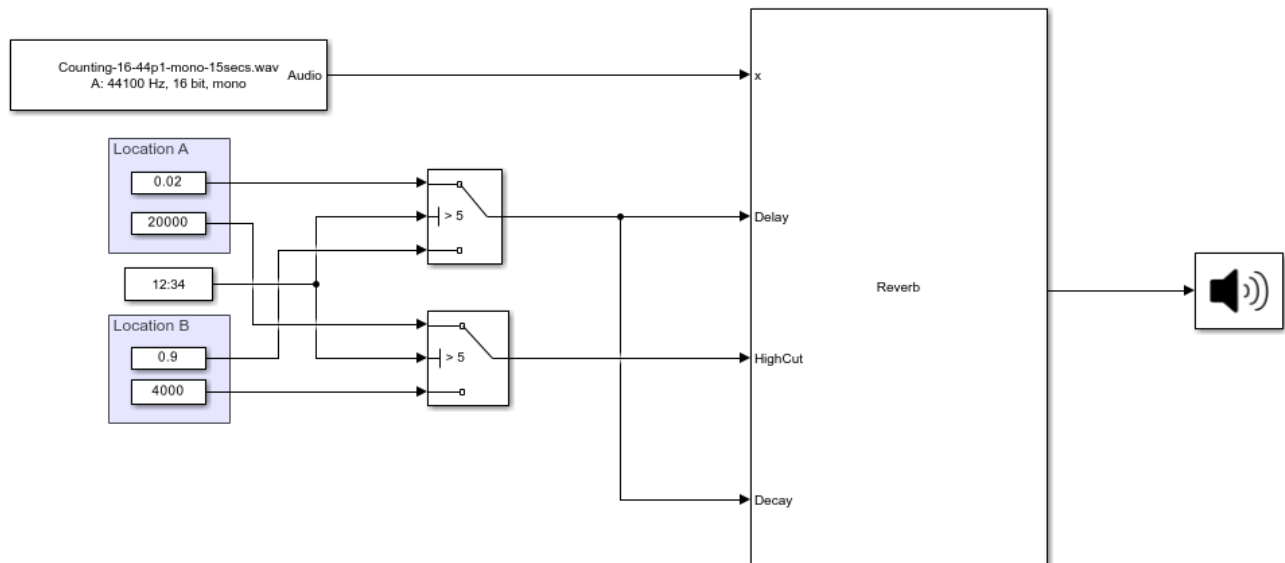 Counting-16-44p1-mono-15secs.wav
A: 44100 Hz, 16 bit, mono
Audio
x
Location A
0.02
20000
> 5
Delay
12:34
Reverb
Location B
0.9
4000
> 5
HighCut
Decay